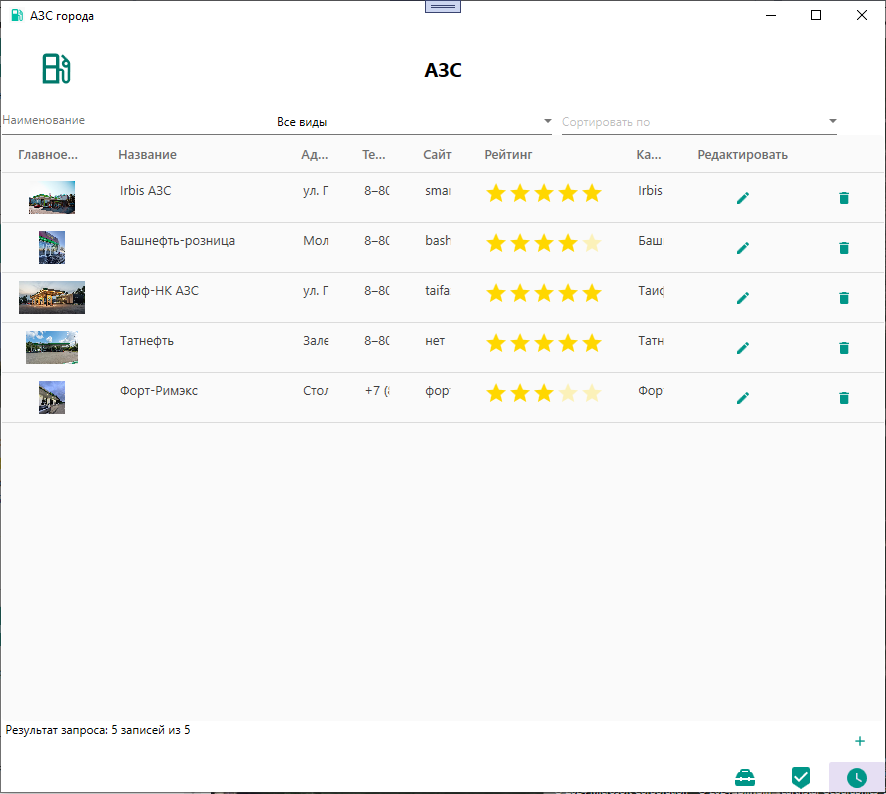 АЗС города
АЗС
Наименование
Все виды
Сортировать по
Главное... Название Ад... Те... Сайт Рейтинг Ка... Редактировать
Irbis АЗС ул. Г 8–80 smar Irbis
Башнефть-розница Мол 8–80 bash Баш
Таиф-НК АЗС ул. Г 8–80 taifa Таиф
Татнефть Зале 8–80 нет Татн
Форт-Римэкс Стол +7 (8 форт Фор
Результат запроса: 5 записей из 5